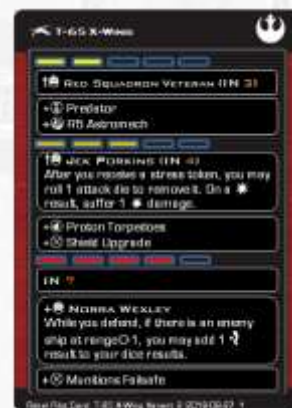 T-65 X-Wing
Red Squadron Veteran (IN 3)
+ Predator
+ R5 Astromech
Jek Porkins (IN 4)
After you receive a stress token, you may
roll 1 attack die to remove it. On a
result, suffer 1 damage.
+ Proton Torpedoes
+ Shield Upgrade
IN ?
+ Norra Wexley
While you defend, if there is an enemy
ship at range 0-1, you may add 1
result to your dice results.
+ Munitions Failsafe
T-65 X-Wing